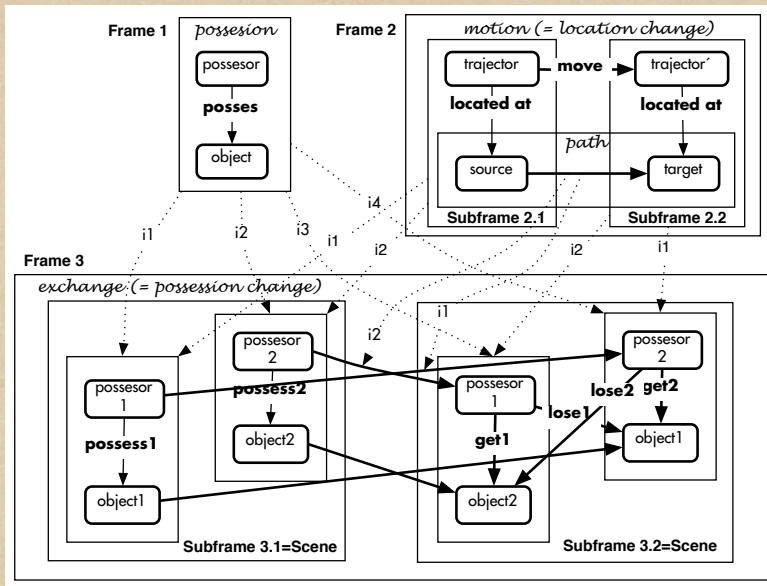 Frame 1
possesion
possesor
posses
object
Frame 2
motion (= location change)
trajector
move
trajector´
located at
located at
path
source
target
Subframe 2.1
Subframe 2.2
i1
i2
i3
i1
i4
i2
i2
i1
i2
i1
Frame 3
exchange (= possession change)
possesor
1
possess1
object1
possesor
2
possess2
object2
Subframe 3.1=Scene
possesor
1
get1
lose1
object2
possesor
2
lose2
get2
object1
Subframe 3.2=Scene